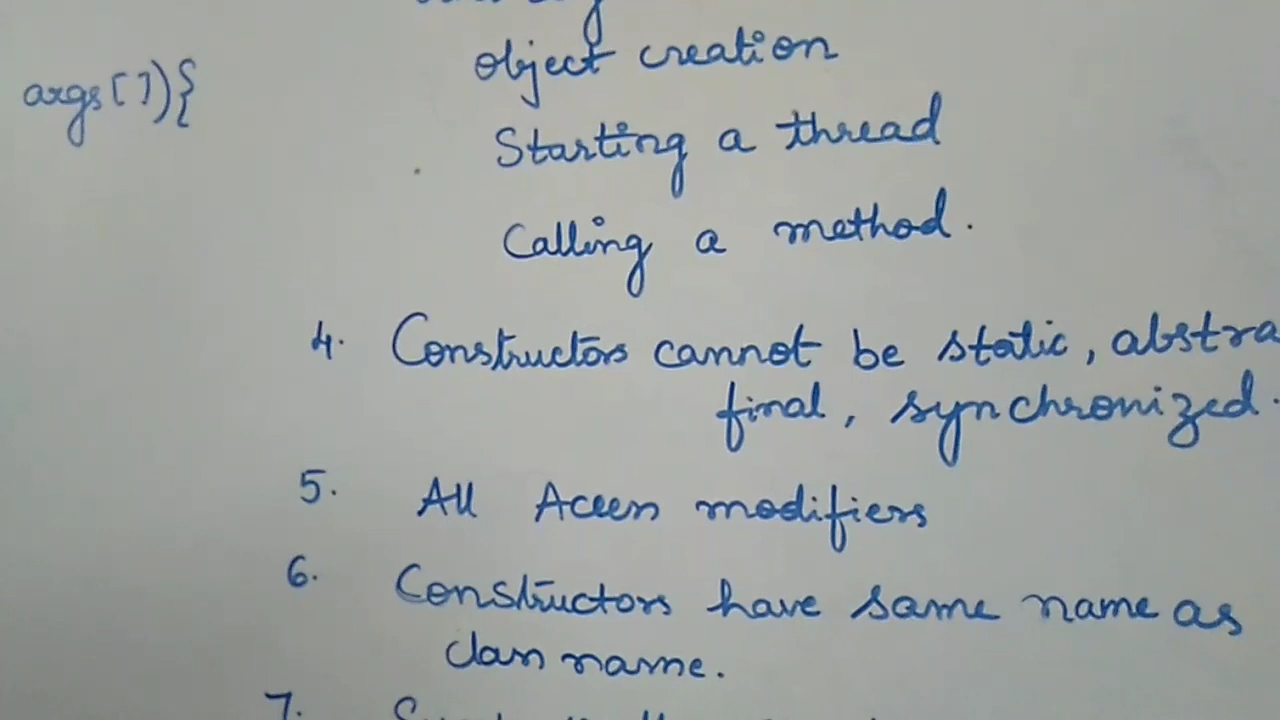 object creation
args[]){
Starting a thread
Calling a method.
4. Constructors cannot be static, abstra
final, synchronized.
5. All Access modifiers
6. Constructors have same name as
class name.
7.